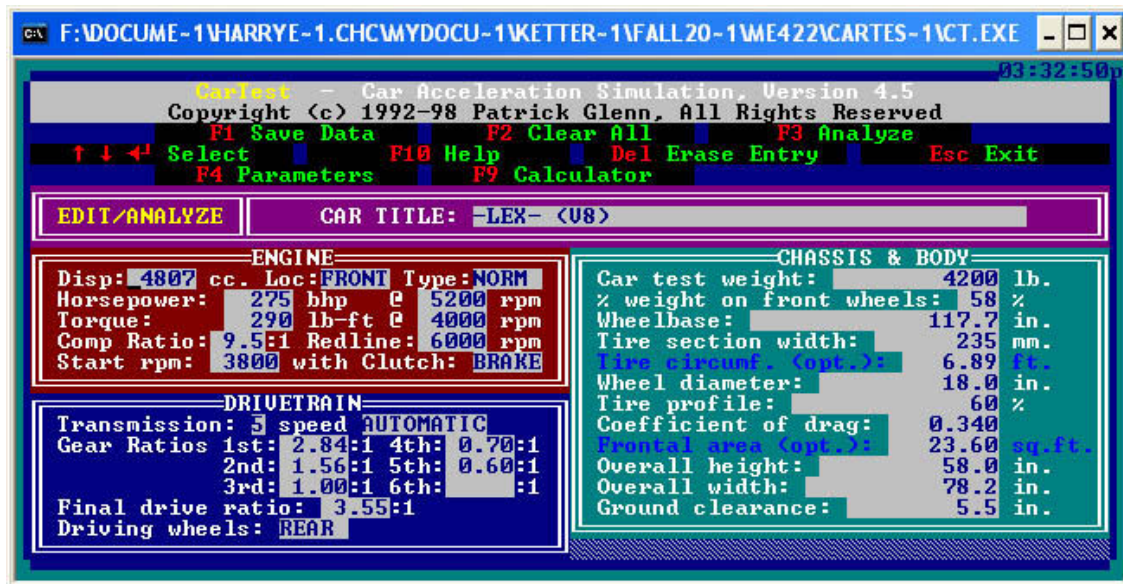 F:\DOCUME~1\HARRYE~1.CHC\MYDOCU~1\KETTER~1\FALL20~1\ME422\CARTES~1\CT.EXE
03:32:50p
CarTest - Car Acceleration Simulation, Version 4.5
Copyright (c) 1992-98 Patrick Glenn, All Rights Reserved
F1 Save Data F2 Clear All F3 Analyze
↑ ↓ ◄┘ Select F10 Help Del Erase Entry Esc Exit
F4 Parameters F9 Calculator
EDIT/ANALYZE CAR TITLE: -LEX- (V8)
ENGINE
Disp: 4807 cc. Loc:FRONT Type:NORM
Horsepower: 275 bhp @ 5200 rpm
Torque: 290 lb-ft @ 4000 rpm
Comp Ratio: 9.5:1 Redline: 6000 rpm
Start rpm: 3800 with Clutch: BRAKE
DRIVETRAIN
Transmission: 5 speed AUTOMATIC
Gear Ratios 1st: 2.84:1 4th: 0.70:1
2nd: 1.56:1 5th: 0.60:1
3rd: 1.00:1 6th: :1
Final drive ratio: 3.55:1
Driving wheels: REAR
CHASSIS & BODY
Car test weight: 4200 lb.
% weight on front wheels: 58 %
Wheelbase: 117.7 in.
Tire section width: 235 mm.
Tire circumf. (opt.): 6.89 ft.
Wheel diameter: 18.0 in.
Tire profile: 60 %
Coefficient of drag: 0.340
Frontal area (opt.): 23.60 sq.ft.
Overall height: 58.0 in.
Overall width: 78.2 in.
Ground clearance: 5.5 in.